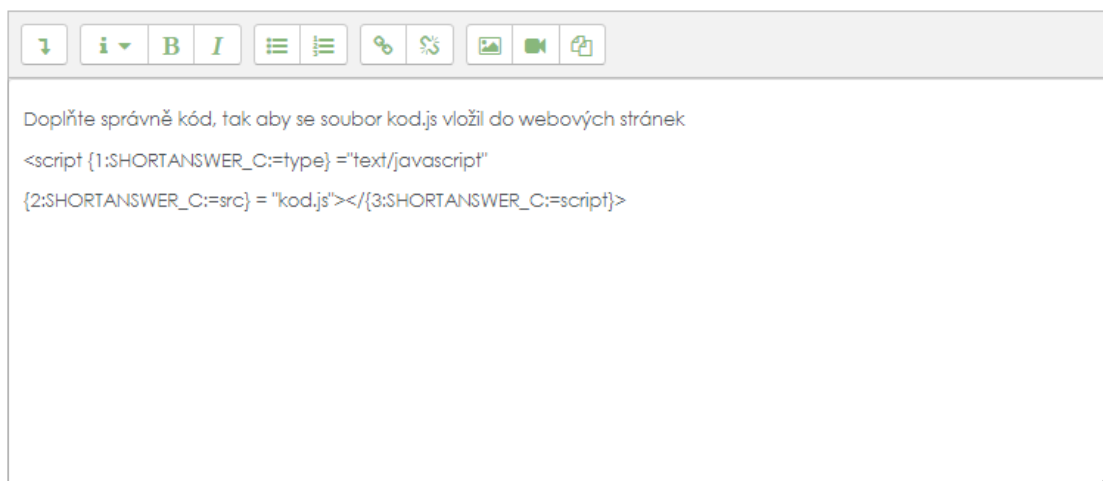 B I
Doplňte správně kód, tak aby se soubor kod.js vložil do webových stránek
<script {1:SHORTANSWER_C:=type} ="text/javascript"
{2:SHORTANSWER_C:=src} = "kod.js"></{3:SHORTANSWER_C:=script}>